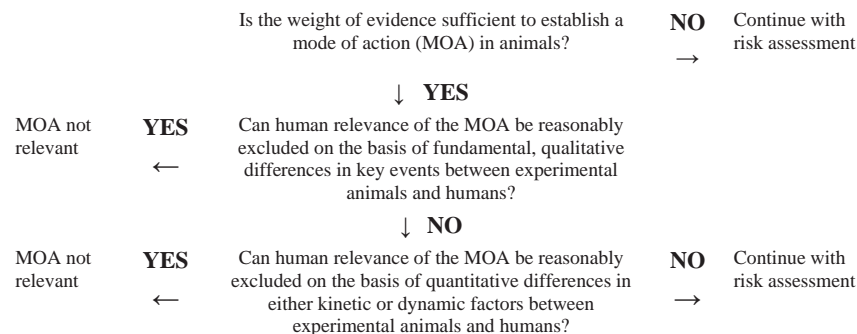 Is the weight of evidence sufficient to establish a
mode of action (MOA) in animals?
NO
→
Continue with
risk assessment
↓ YES
MOA not
relevant
YES
←
Can human relevance of the MOA be reasonably
excluded on the basis of fundamental, qualitative
differences in key events between experimental
animals and humans?
↓ NO
MOA not
relevant
YES
←
Can human relevance of the MOA be reasonably
excluded on the basis of quantitative differences in
either kinetic or dynamic factors between
experimental animals and humans?
NO
→
Continue with
risk assessment